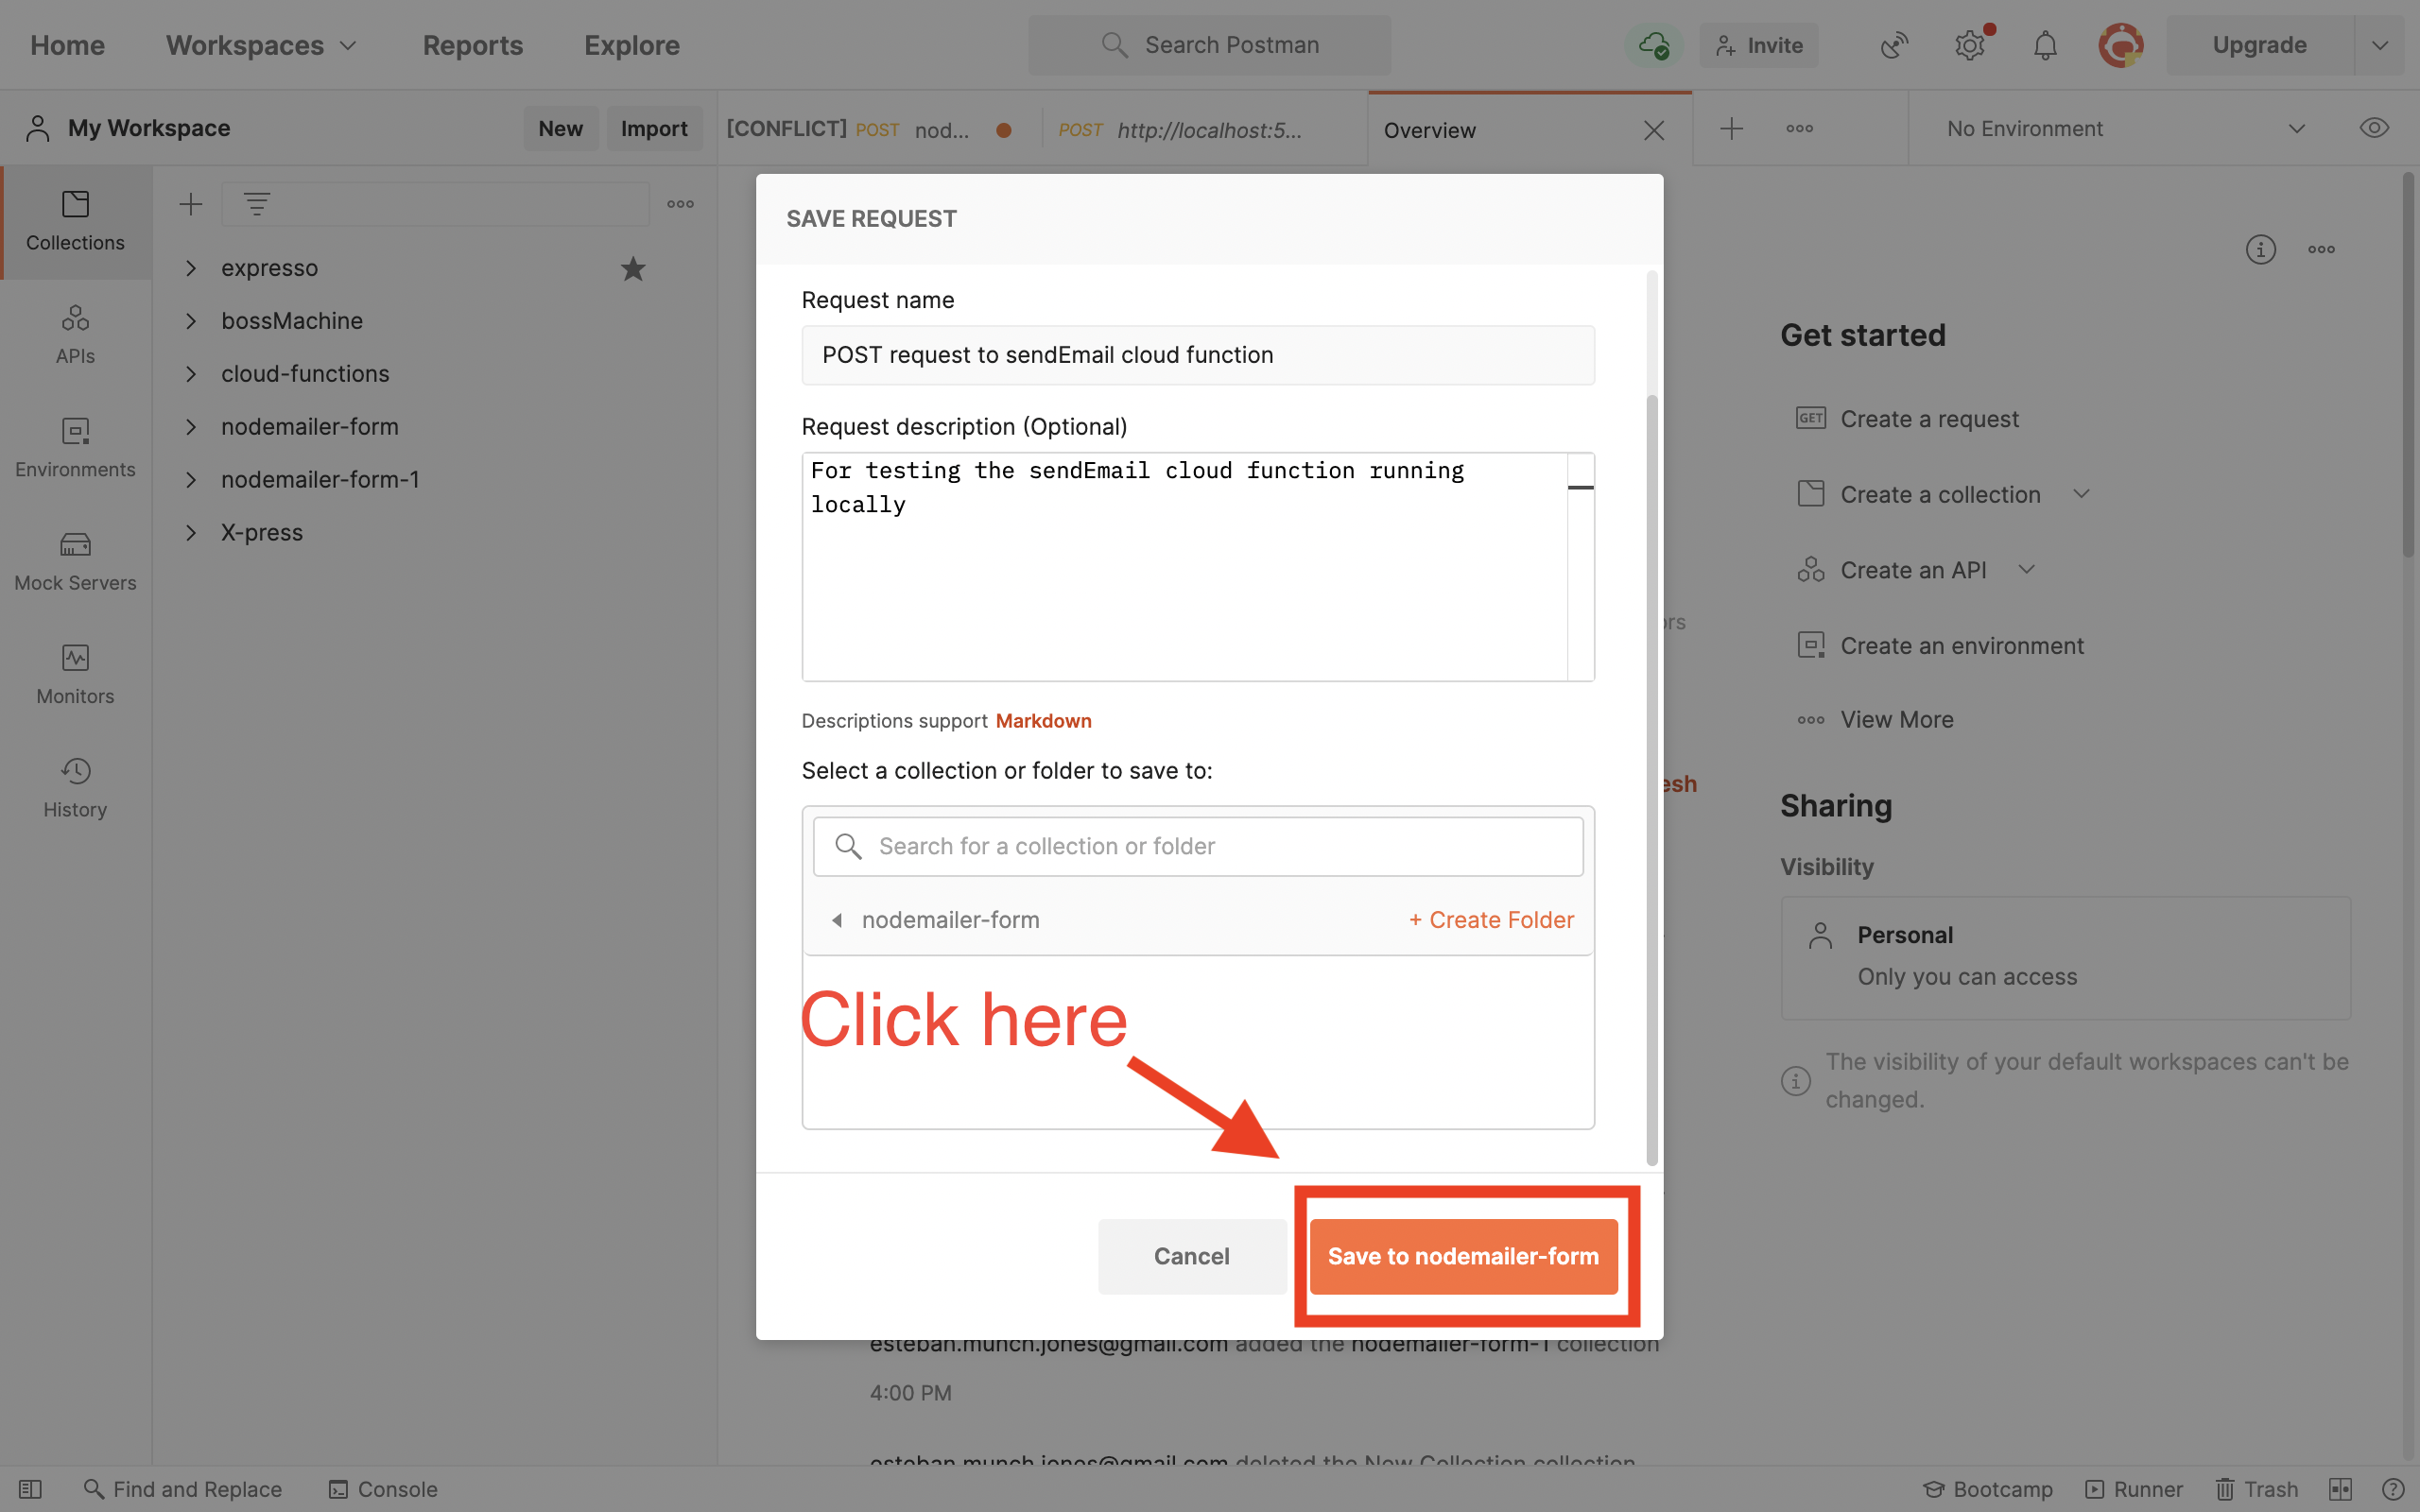 Home
Workspaces
Reports
Explore
Search Postman
Invite
Upgrade
My Workspace
New
Import
[CONFLICT] POST nod...
POST http://localhost:5...
Overview
No Environment
Collections
APIs
Environments
Mock Servers
Monitors
History
expresso
bossMachine
cloud-functions
nodemailer-form
nodemailer-form-1
X-press
SAVE REQUEST
Request name
POST request to sendEmail cloud function
Request description (Optional)
For testing the sendEmail cloud function running
locally
Descriptions support Markdown
Select a collection or folder to save to:
Search for a collection or folder
nodemailer-form
+ Create Folder
Click here
Cancel
Save to nodemailer-form
esteban.munch.jones@gmail.com added the nodemailer-form-1 collection
4:00 PM
esteban.munch.jones@gmail.com deleted the New Collection collection
Get started
GET Create a request
Create a collection
Create an API
Create an environment
View More
Sharing
Visibility
Personal
Only you can access
The visibility of your default workspaces can't be
changed.
Find and Replace
Console
Bootcamp
Runner
Trash